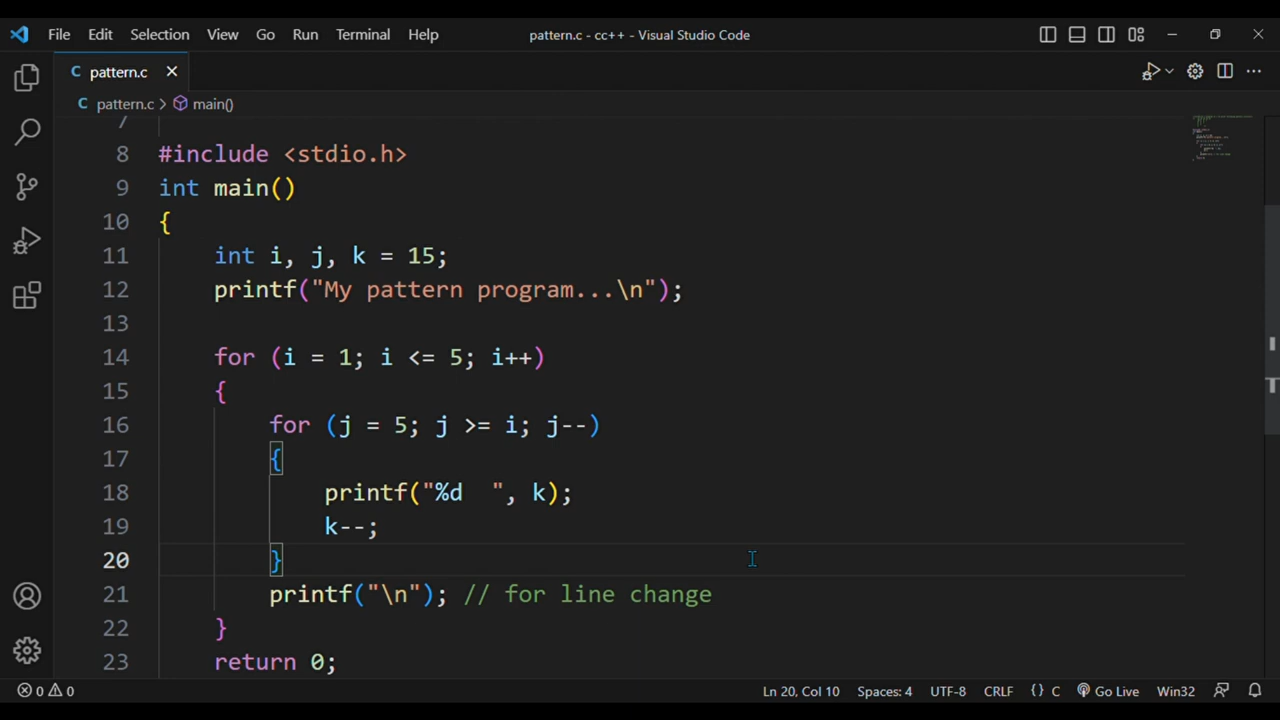 File Edit Selection View Go Run Terminal Help pattern.c - cc++ - Visual Studio Code
C pattern.c
C pattern.c > main()
7
8 #include <stdio.h>
9 int main()
10 {
11     int i, j, k = 15;
12     printf("My pattern program...\n");
13
14     for (i = 1; i <= 5; i++)
15     {
16         for (j = 5; j >= i; j--)
17         {
18             printf("%d  ", k);
19             k--;
20         }
21         printf("\n"); // for line change
22     }
23     return 0;
0 0 Ln 20, Col 10 Spaces: 4 UTF-8 CRLF {} C Go Live Win32